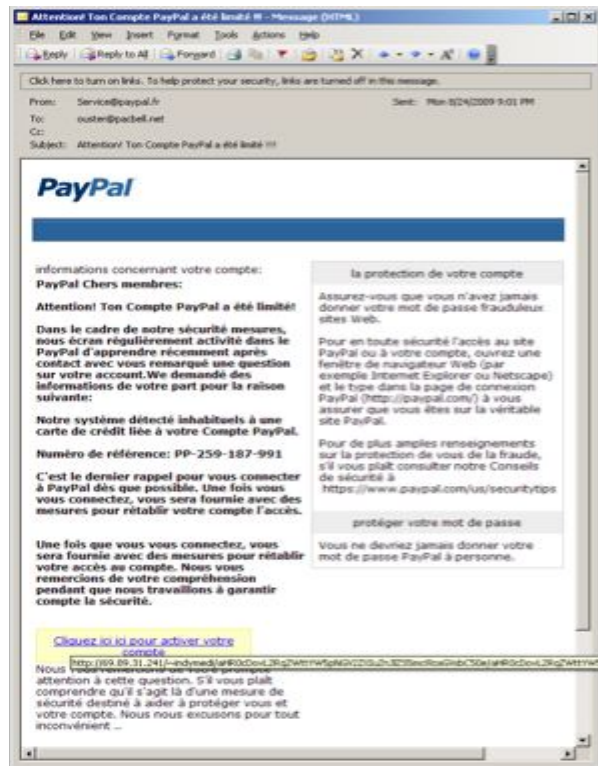 Attention! Ton Compte PayPal a été limité !!! - Message (HTML)
File Edit View Insert Format Tools Actions Help
Reply Reply to All Forward
Click here to turn on links. To help protect your security, links are turned off in this message.
From: Service@paypal.fr Sent: Mon 8/24/2009 9:01 PM
To: ouster@pacbell.net
Cc:
Subject: Attention! Ton Compte PayPal a été limité !!!
PayPal
informations concernant votre compte:
PayPal Chers membres:
Attention! Ton Compte PayPal a été limité!
Dans le cadre de notre sécurité mesures,
nous écran régulièrement activité dans le
PayPal d'apprendre récemment après
contact avec vous remarqué une question
sur votre account.We demandé des
informations de votre part pour la raison
suivante:
Notre système détecté inhabituels à une
carte de crédit liée à votre Compte PayPal.
Numéro de référence: PP-259-187-991
C'est le dernier rappel pour vous connecter
à PayPal dès que possible. Une fois vous
vous connectez, vous sera fournie avec des
mesures pour rétablir votre compte l'accès.
Une fois que vous vous connectez, vous
sera fournie avec des mesures pour rétablir
votre accès au compte. Nous vous
remercions de votre compréhension
pendant que nous travaillons à garantir
compte la sécurité.
Cliquez ici ici pour activer votre
compte
http://69.89.31.241/~indymedi/
Nous
attention à cette question. S'il vous plaît
comprendre qu'il s'agit là d'une mesure de
sécurité destiné à aider à protéger vous et
votre compte. Nous nous excusons pour tout
inconvénient ...
la protection de votre compte
Assurez-vous que vous n'avez jamais
donner votre mot de passe frauduleux
sites Web.
Pour en toute sécurité l'accès au site
PayPal ou à votre compte, ouvrez une
fenêtre de navigateur Web (par
exemple Internet Explorer ou Netscape)
et le type dans la page de connexion
PayPal (http://paypal.com/) à vous
assurer que vous êtes sur la véritable
site PayPal.
Pour de plus amples renseignements
sur la protection de vous de la fraude,
s'il vous plaît consulter notre Conseils
de sécurité à
https://www.paypal.com/us/securitytips
protéger votre mot de passe
Vous ne devriez jamais donner votre
mot de passe PayPal à personne.